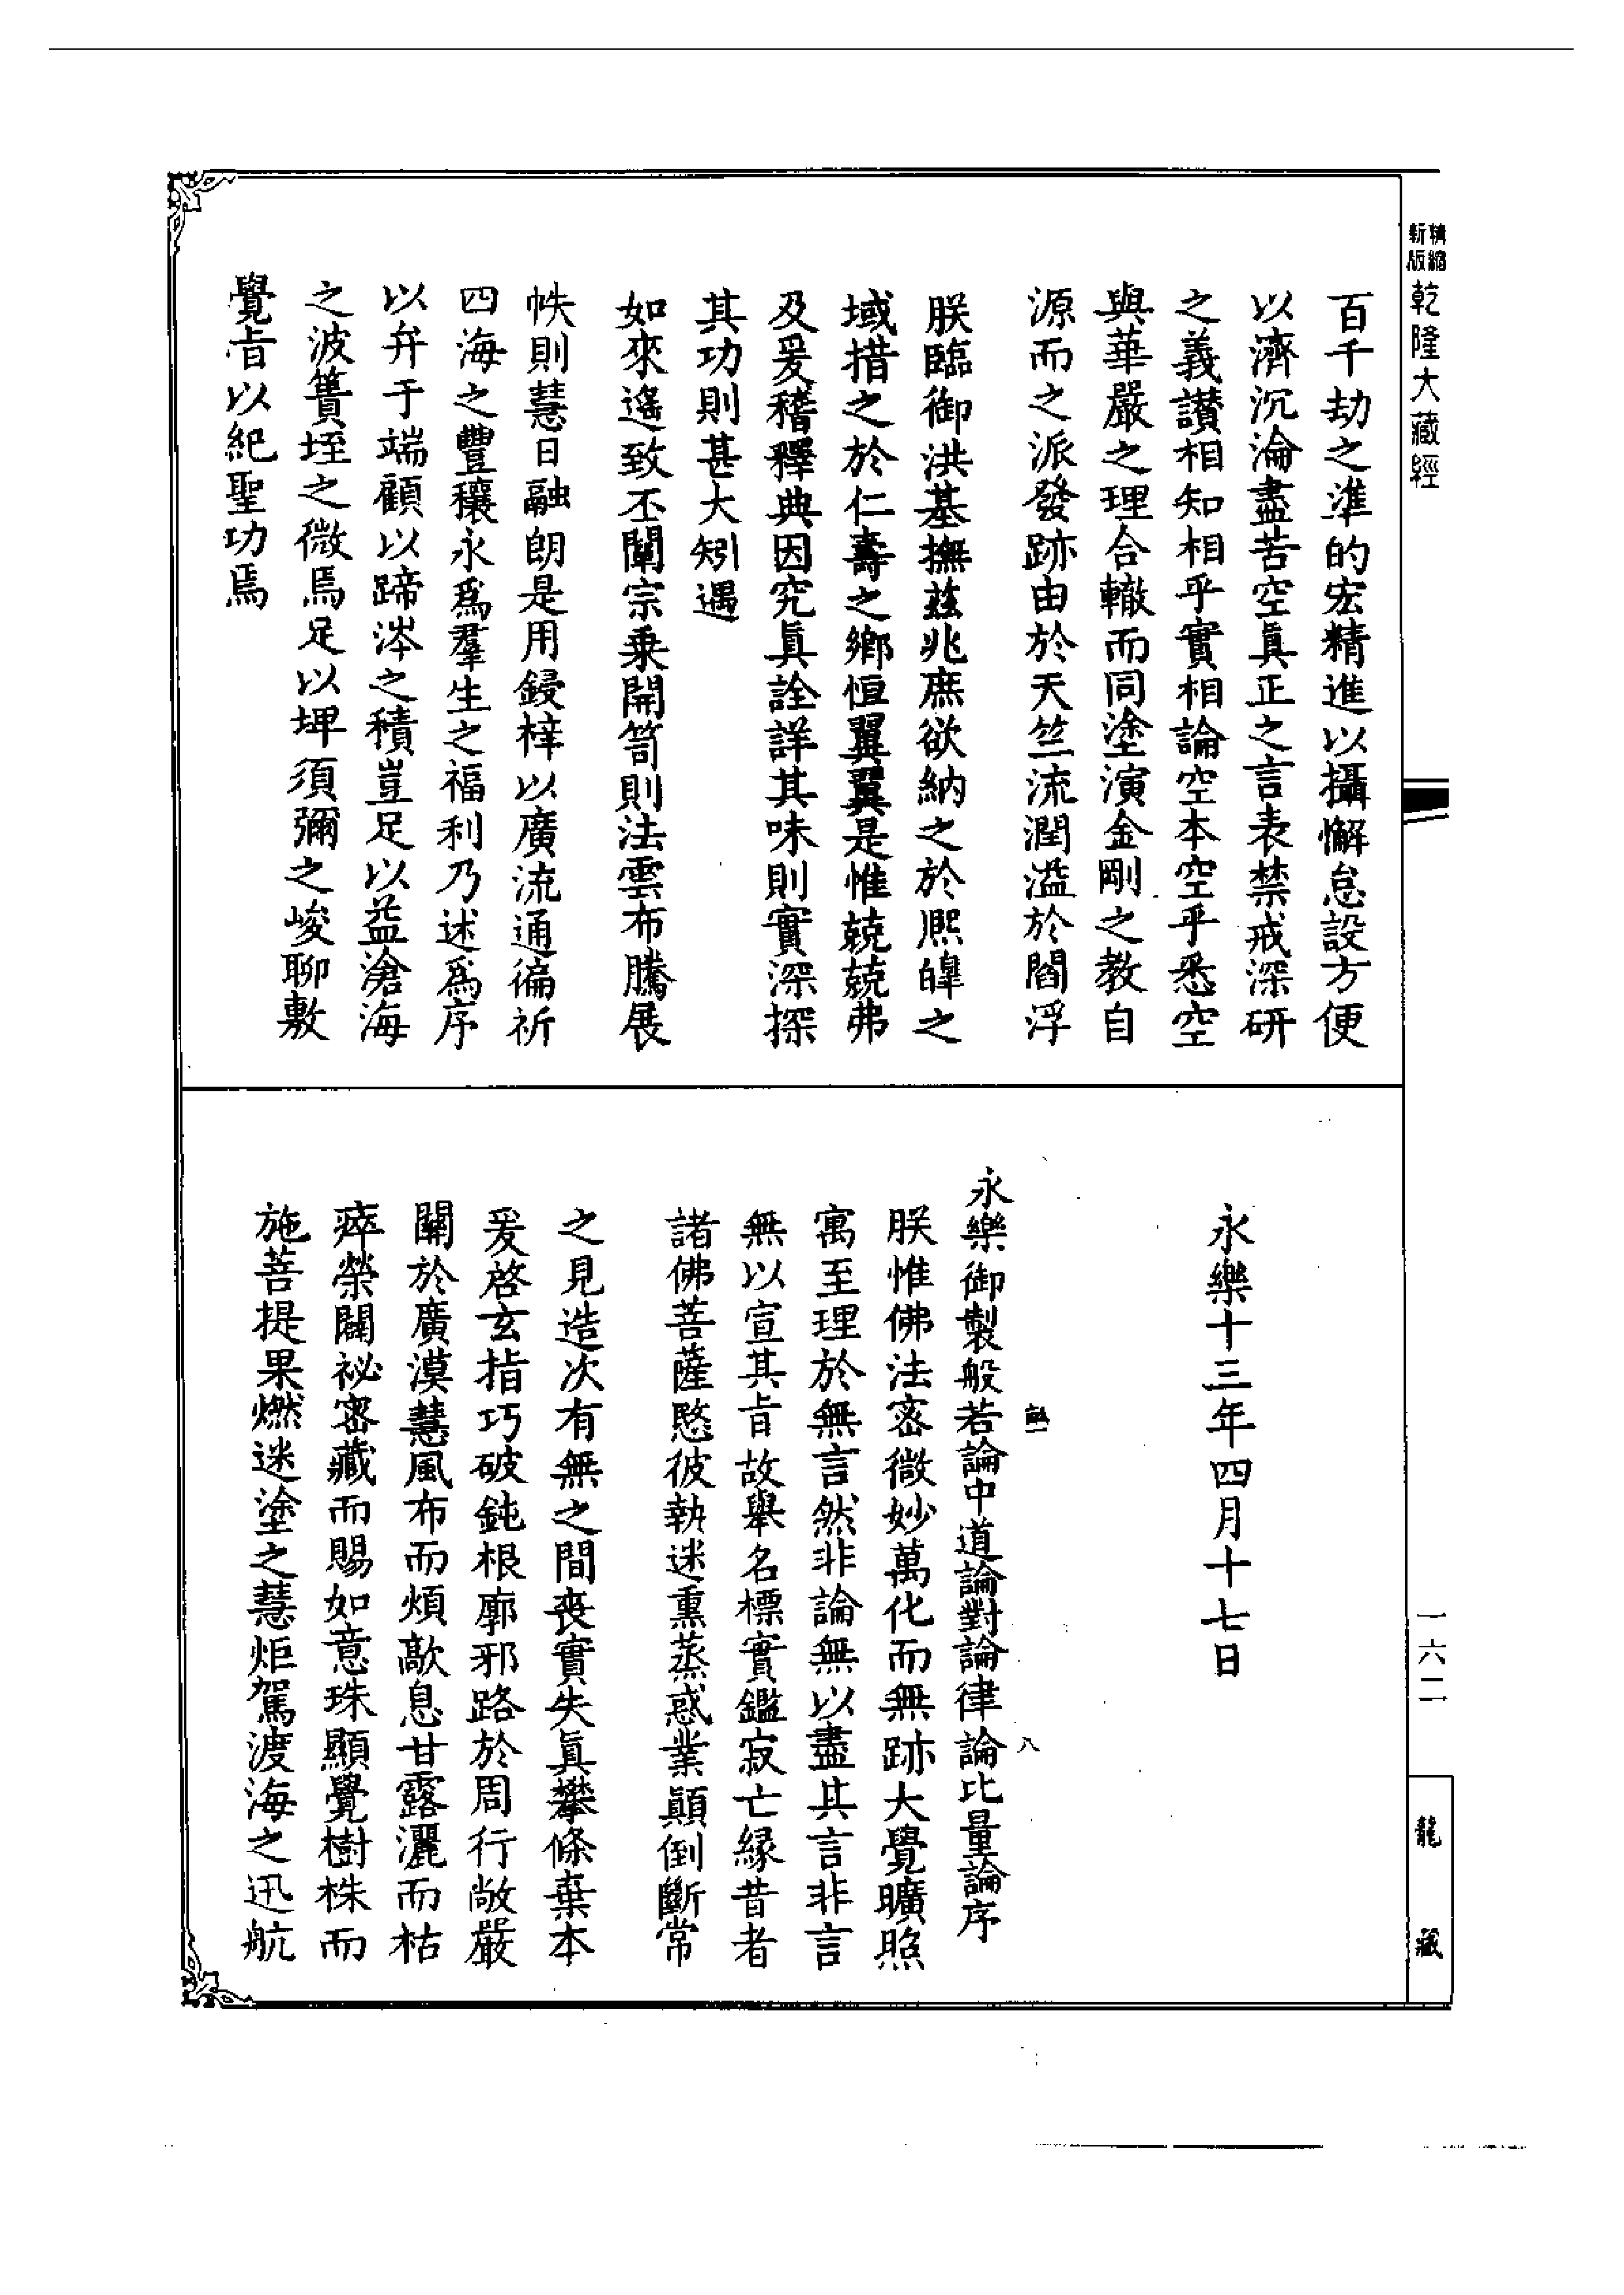 精縮
新版
乾隆大藏經
百千劫之準的宏精進以攝懈怠設方便
以濟沉淪盡苦空真正之言表禁戒深研
之義讃相知相乎實相論空本空乎悉空
與華嚴之理合轍而同塗演金剛之教自
源而之派發跡由於天竺流潤溢於閻浮
朕臨御洪基撫茲兆庶欲納之於熙皥之
域措之於仁壽之鄉恒翼翼是惟兢兢弗
及爰稽釋典因究真詮詳其味則實深探
其功則甚大矧遇
如來遙致丕闡宗乗開笥則法雲布騰展
帙則慧日融朗是用鋟梓以廣流通徧祈
四海之豐穰永爲羣生之福利乃述爲序
以弁于端顧以蹄涔之積豈足以益滄海
之波簣垤之微焉足以埤須彌之峻聊敷
覺㫖以紀聖功焉
永樂十三年四月十七日
八
永樂御製般若論中道論對論律論比量論序
朕惟佛法密微妙萬化而無跡大覺曠照
寓至理於無言然非論無以盡其言非言
無以宣其㫖故舉名標實鑑寂亡緣昔者
諸佛菩薩愍彼執迷熏蒸惑業顛倒斷常
之見造次有無之間喪實失真攀條棄本
爰啓玄指巧破鈍根廓邪路於周行敞嚴
關於廣漠慧風布而煩歊息甘露灑而枯
瘁榮闢祕密藏而賜如意珠顯覺樹株而
施菩提果燃迷塗之慧炬駕渡海之迅航
一六二
龍藏